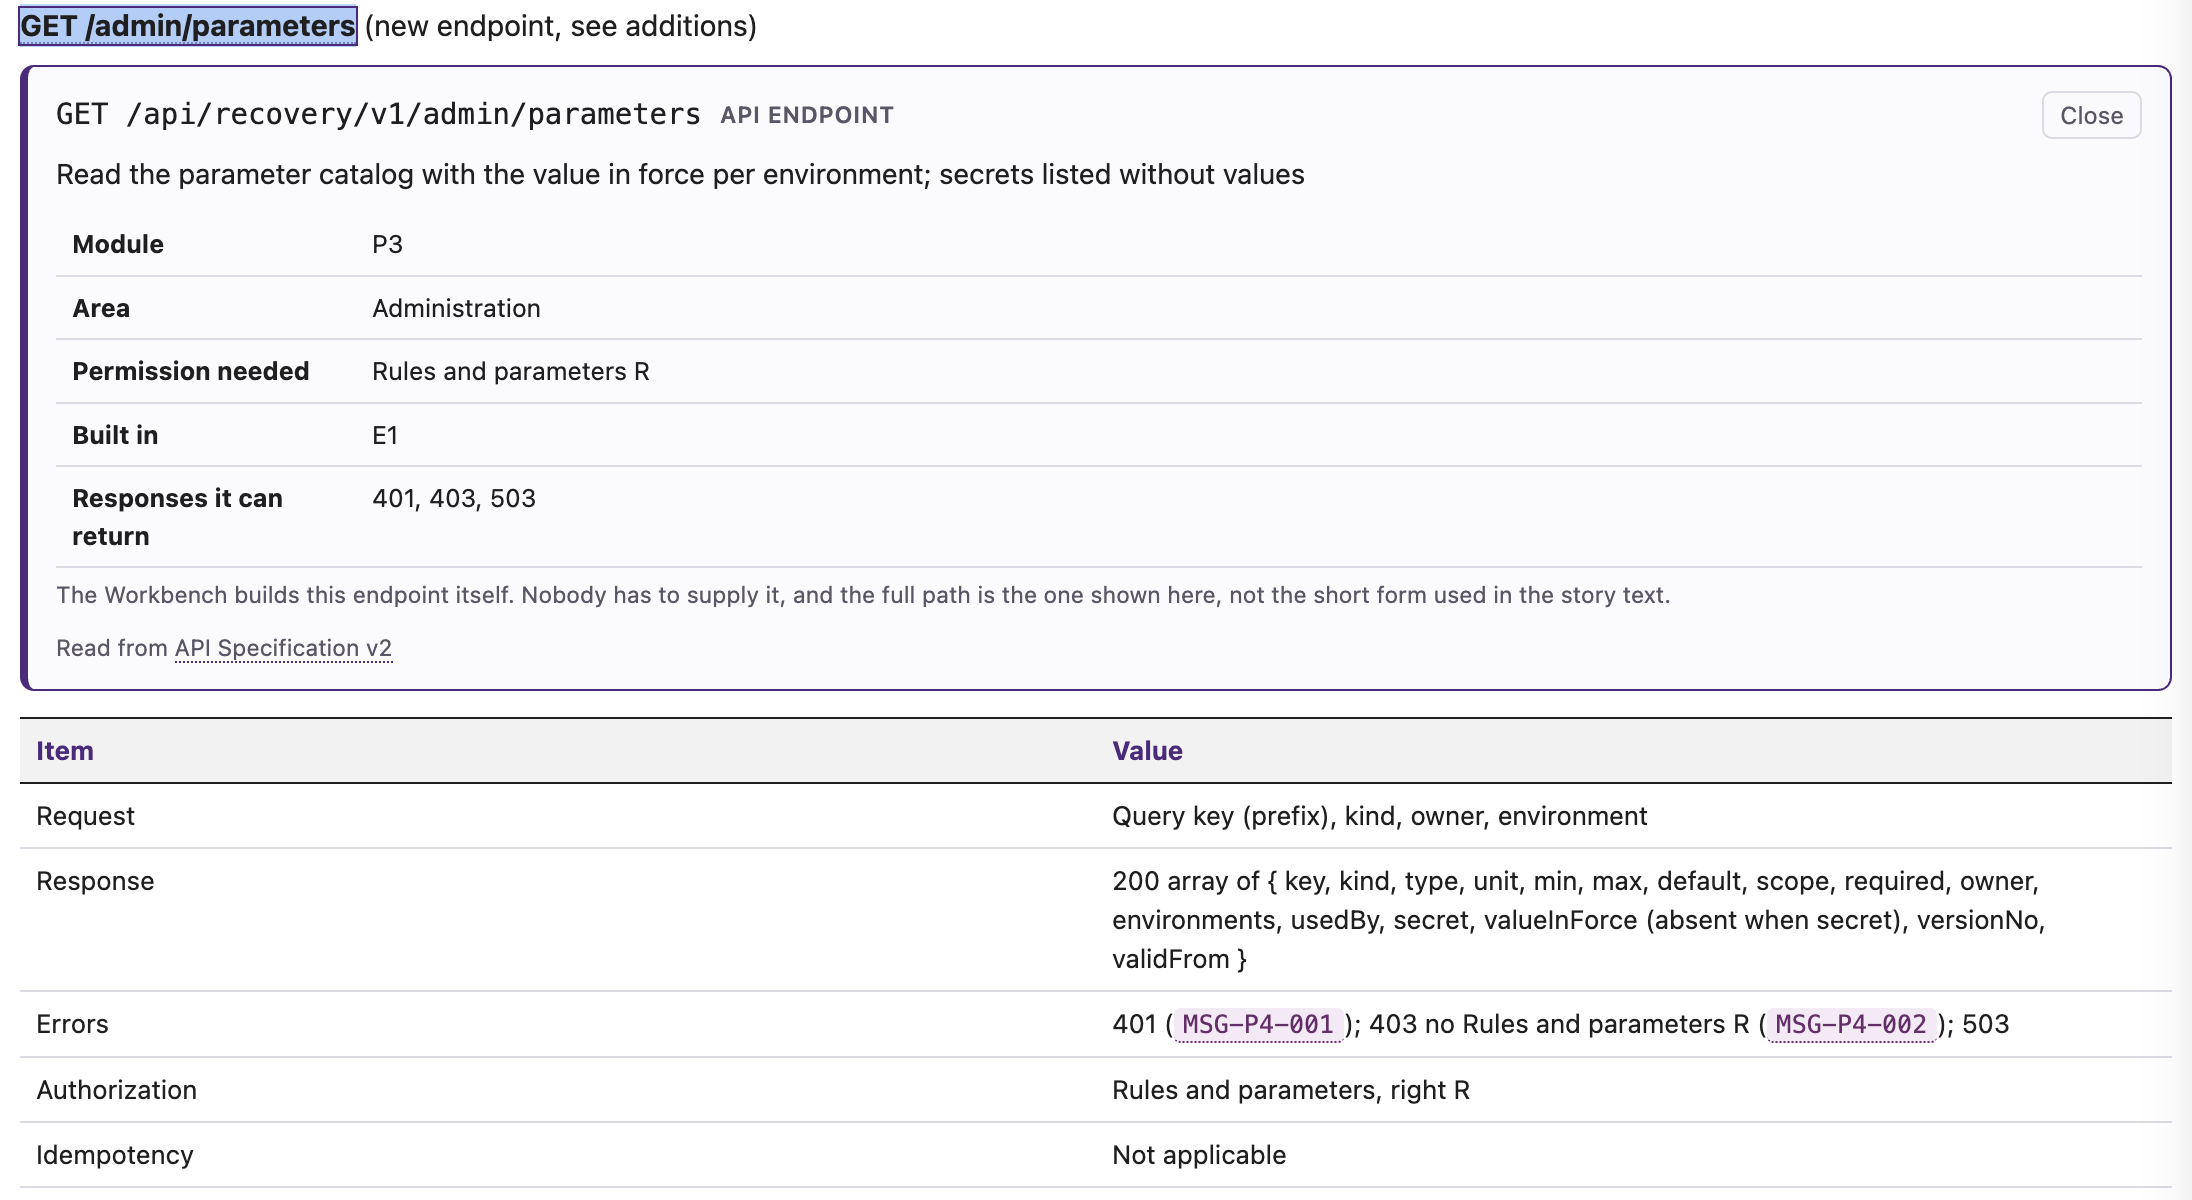 GET /admin/parameters (new endpoint, see additions)
GET /api/recovery/v1/admin/parameters API ENDPOINT
Close
Read the parameter catalog with the value in force per environment; secrets listed without values
Module P3
Area Administration
Permission needed Rules and parameters R
Built in E1
Responses it can return 401, 403, 503
The Workbench builds this endpoint itself. Nobody has to supply it, and the full path is the one shown here, not the short form used in the story text.
Read from API Specification v2
Item Value
Request Query key (prefix), kind, owner, environment
Response 200 array of { key, kind, type, unit, min, max, default, scope, required, owner,
environments, usedBy, secret, valueInForce (absent when secret), versionNo,
validFrom }
Errors 401 (MSG-P4-001); 403 no Rules and parameters R (MSG-P4-002); 503
Authorization Rules and parameters, right R
Idempotency Not applicable